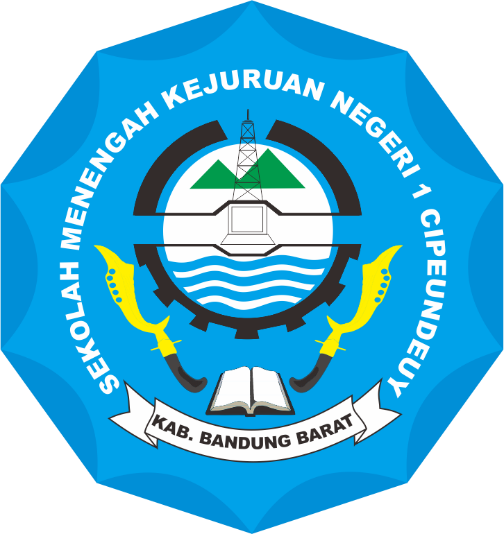 SEKOLAH MENENGAH KEJURUAN NEGERI 1 CIPEUNDEUY
KAB. BANDUNG BARAT